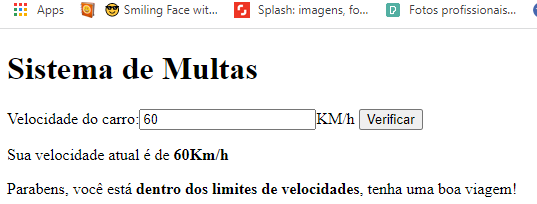 Apps Smiling Face wit... Splash: imagens, fo... Fotos profissionais...
Sistema de Multas
Velocidade do carro: 60 KM/h Verificar
Sua velocidade atual é de 60Km/h
Parabens, você está dentro dos limites de velocidades, tenha uma boa viagem!